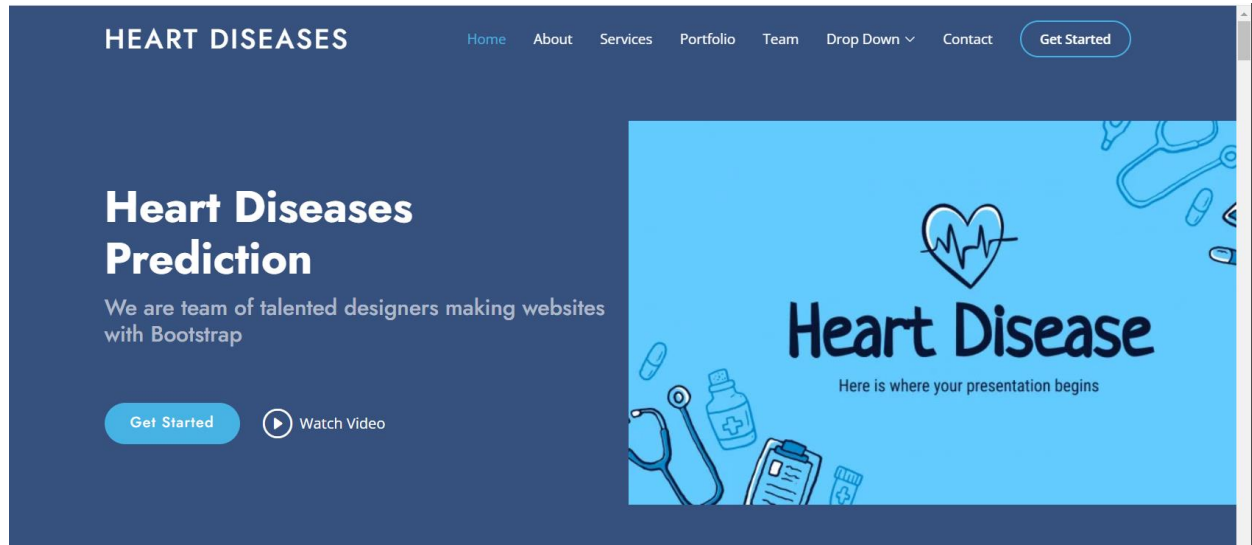 HEART DISEASES
Home About Services Portfolio Team Drop Down Contact Get Started
Heart Diseases
Prediction
We are team of talented designers making websites
with Bootstrap
Get Started Watch Video
Heart Disease
Here is where your presentation begins